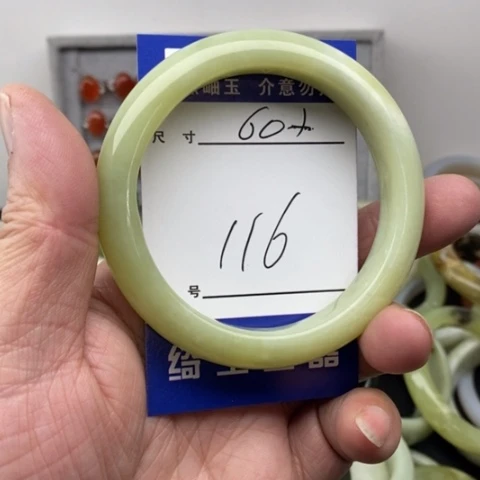 岫玉 介意勿
尺寸 60+
116
号